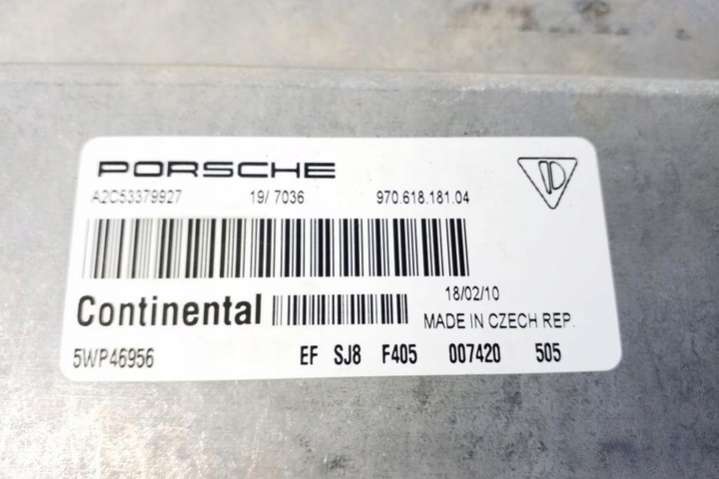 PORSCHE
A2C53379927 19/ 7036 970.618.181.04
18/02/10
Continental MADE IN CZECH REP.
5WP46956 EF SJ8 F405 007420 505